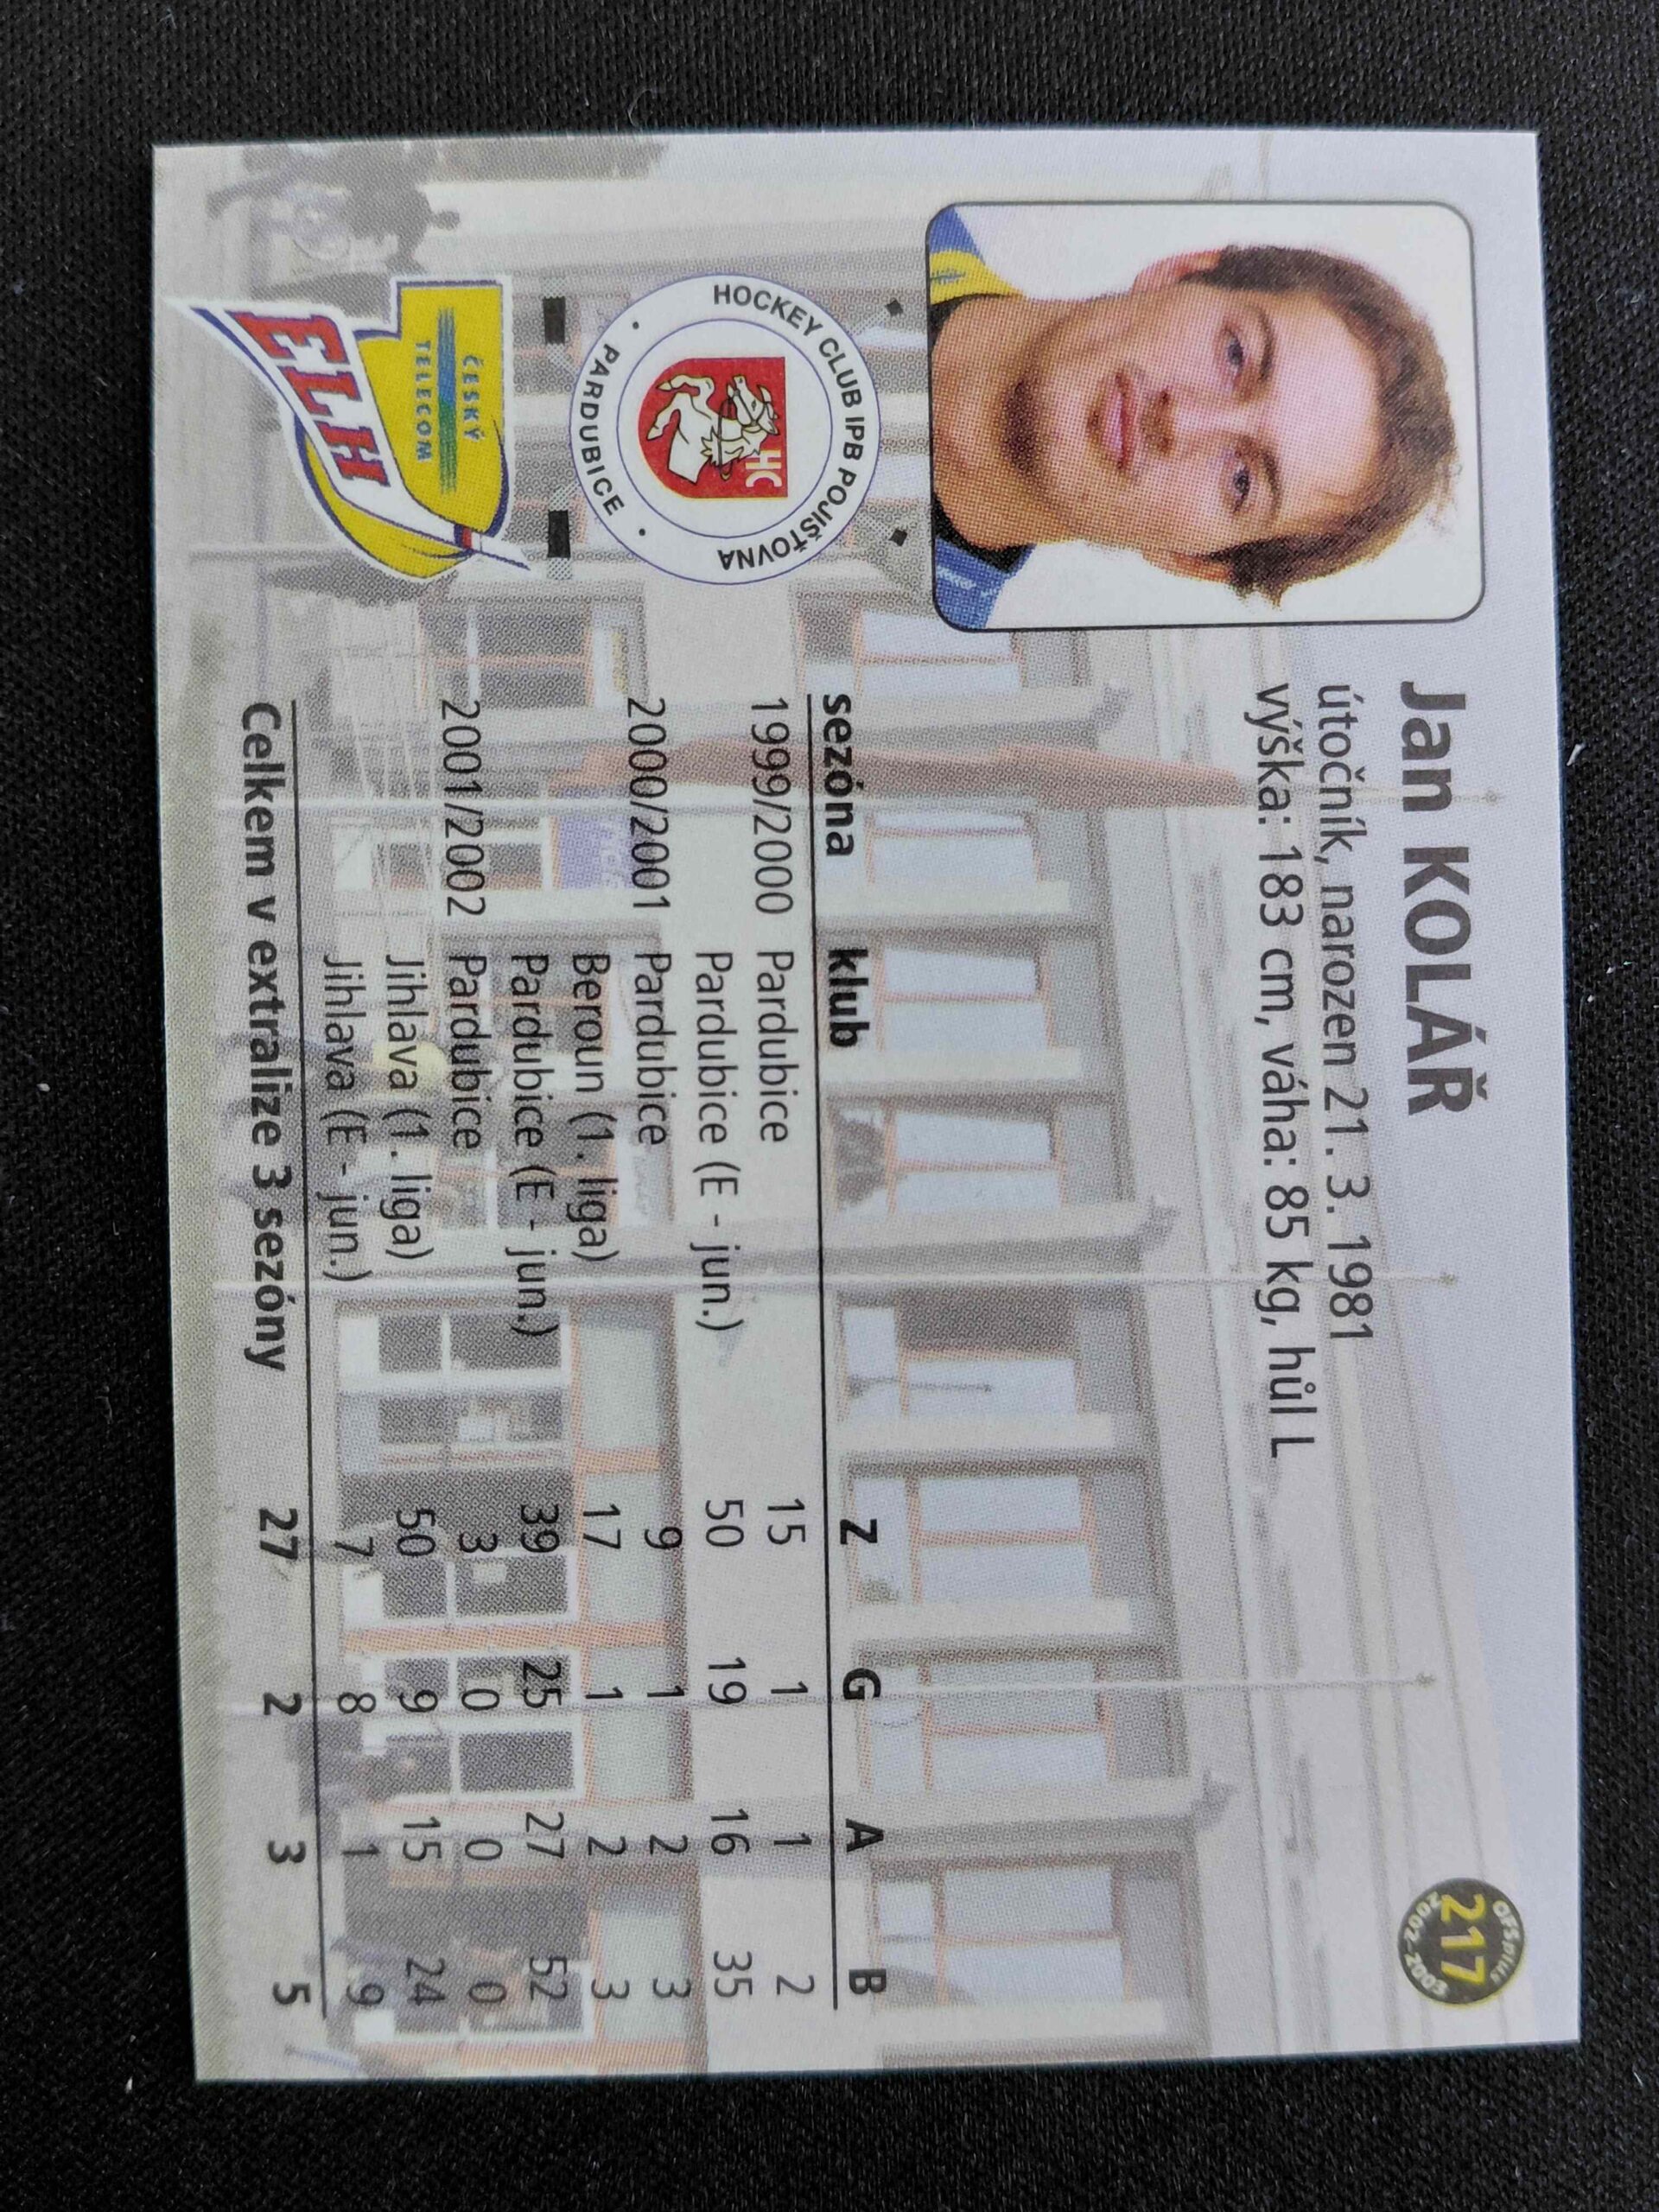 Jan KOLÁŘ
útočník, narozen 21. 3. 1981
výška: 183 cm, váha: 85 kg, hůl L
OFSplus
217
2002-2003
HOCKEY CLUB IPB POJIŠŤOVNA
HC
• PARDUBICE •
ČESKÝ
TELECOM
ELH
sezóna klub Z G A B
1999/2000 Pardubice 15 1 1 2
Pardubice (E - jun.) 50 19 16 35
2000/2001 Pardubice 9 1 2 3
Beroun (1. liga) 17 1 2 3
Pardubice (E - jun.) 39 25 27 52
2001/2002 Pardubice 3 0 0 0
Jihlava (1. liga) 50 9 15 24
Jihlava (E - jun.) 7 8 1 9
Celkem v extralize 3 sezóny 27 2 3 5